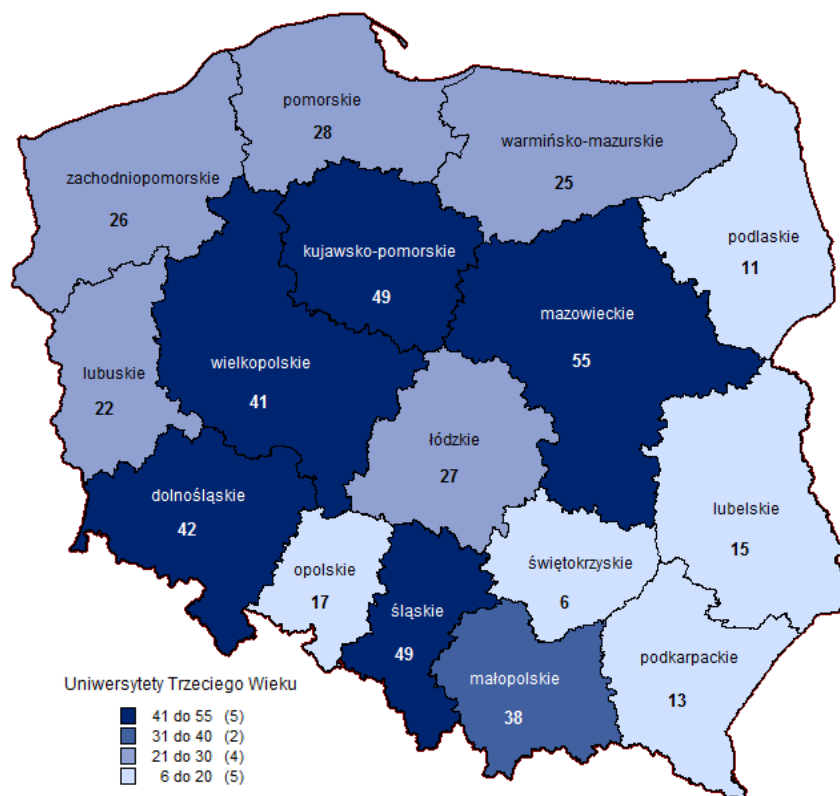 pomorskie
28
warmińsko-mazurskie
25
zachodniopomorskie
26
podlaskie
11
kujawsko-pomorskie
49
mazowieckie
55
wielkopolskie
41
lubuskie
22
łódzkie
27
dolnośląskie
42
lubelskie
15
opolskie
17
świętokrzyskie
6
śląskie
49
podkarpackie
13
małopolskie
38
Uniwersytety Trzeciego Wieku
41 do 55 (5)
31 do 40 (2)
21 do 30 (4)
6 do 20 (5)